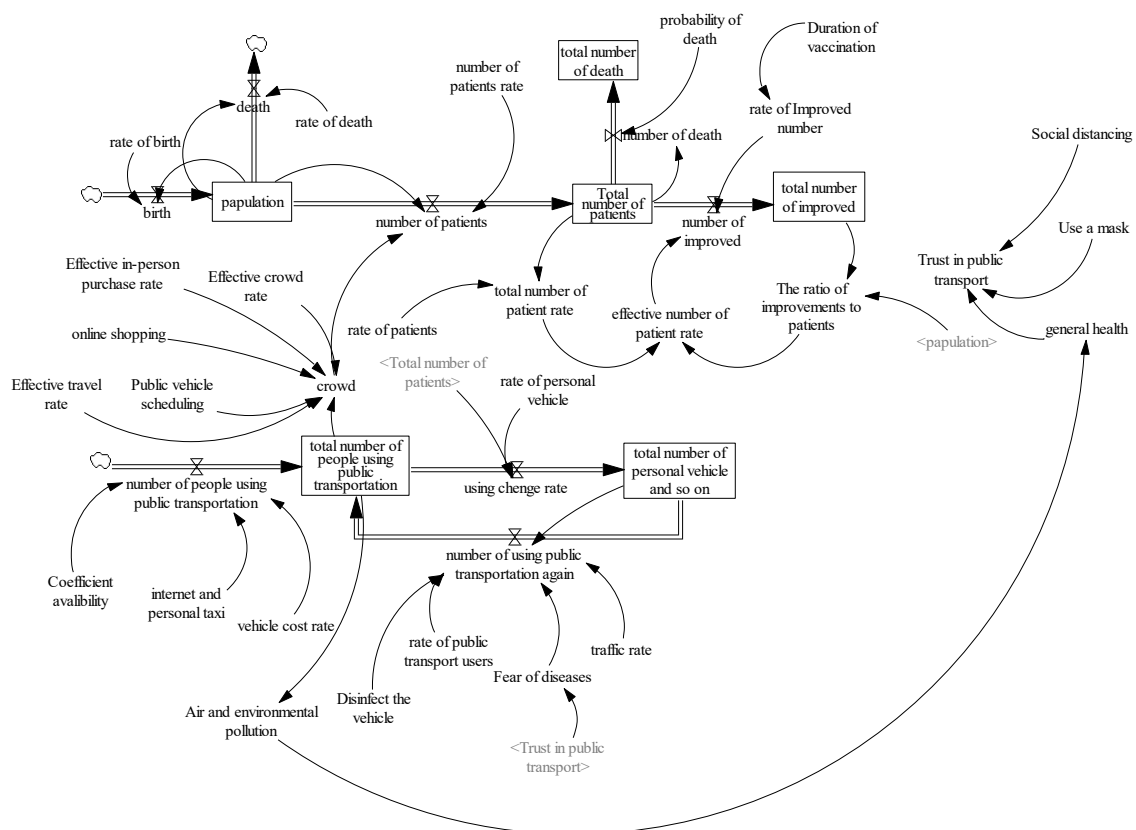 probability of
death
Duration of
vaccination
total number
of death
number of
patients rate
death
rate of death
rate of Improved
number
number of death
Social distancing
rate of birth
papulation
birth
Total
number of
patients
total number
of improved
number of patients
number of
improved
Use a mask
Effective in-person
purchase rate
Effective crowd
rate
Trust in public
transport
total number of
patient rate
The ratio of
improvements to
patients
effective number of
patient rate
rate of patients
online shopping
general health
<papulation>
<Total number of
patients>
crowd
rate of personal
vehicle
Effective travel
rate
Public vehicle
scheduling
total number of
people using
public
transportation
total number of
personal vehicle
and so on
using chenge rate
number of people using
public transportation
number of using public
transportation again
Coefficient
avalibility
internet and
personal taxi
vehicle cost rate
rate of public
transport users
traffic rate
Fear of diseases
Disinfect the
vehicle
Air and environmental
pollution
<Trust in public
transport>